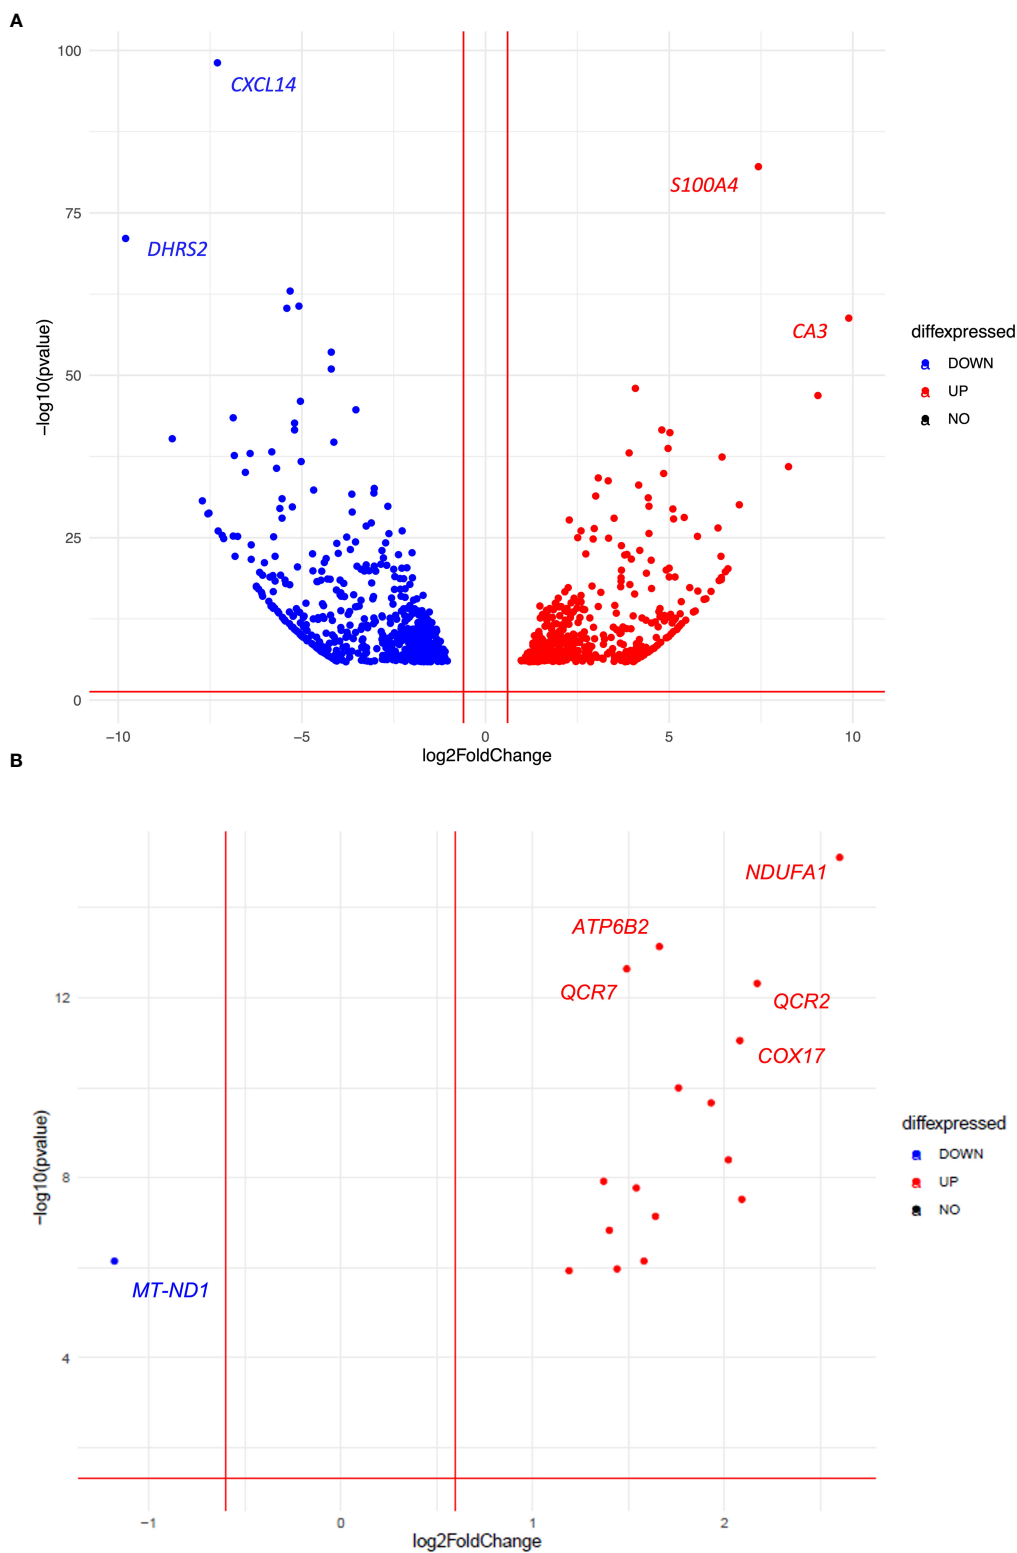 A
100
CXCL14
S100A4
75
DHRS2
CA3
diffexpressed
a DOWN
a UP
a NO
50
−log10(pvalue)
25
0
−10 −5 0 5 10
log2FoldChange
B
NDUFA1
ATP6B2
QCR7
12
QCR2
COX17
diffexpressed
a DOWN
a UP
a NO
−log10(pvalue)
8
MT-ND1
4
−1 0 1 2
log2FoldChange